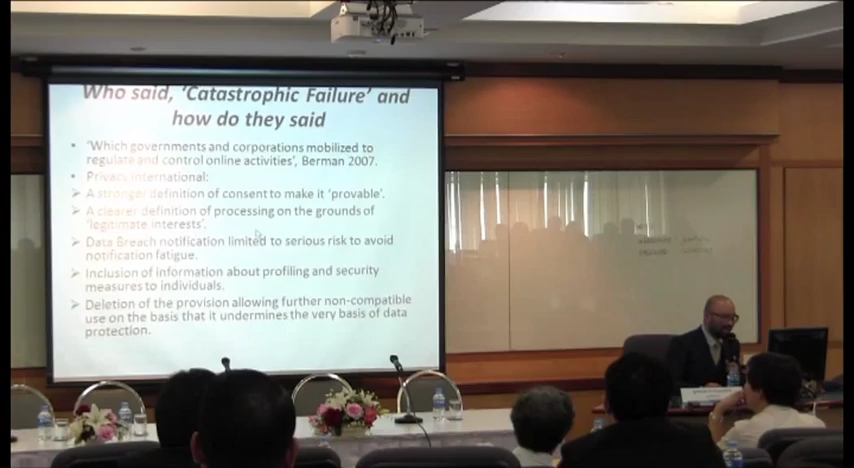 Who said, 'Catastrophic Failure' and
how do they said
• 'Which governments and corporations mobilized to
regulate and control online activities', Berman 2007.
• Privacy International:
➢ A stronger definition of consent to make it 'provable'.
➢ A clearer definition of processing on the grounds of
'legitimate interests'.
➢ Data Breach notification limited to serious risk to avoid
notification fatigue.
➢ Inclusion of information about profiling and security
measures to individuals.
➢ Deletion of the provision allowing further non-compatible
use on the basis that it undermines the very basis of data
protection.